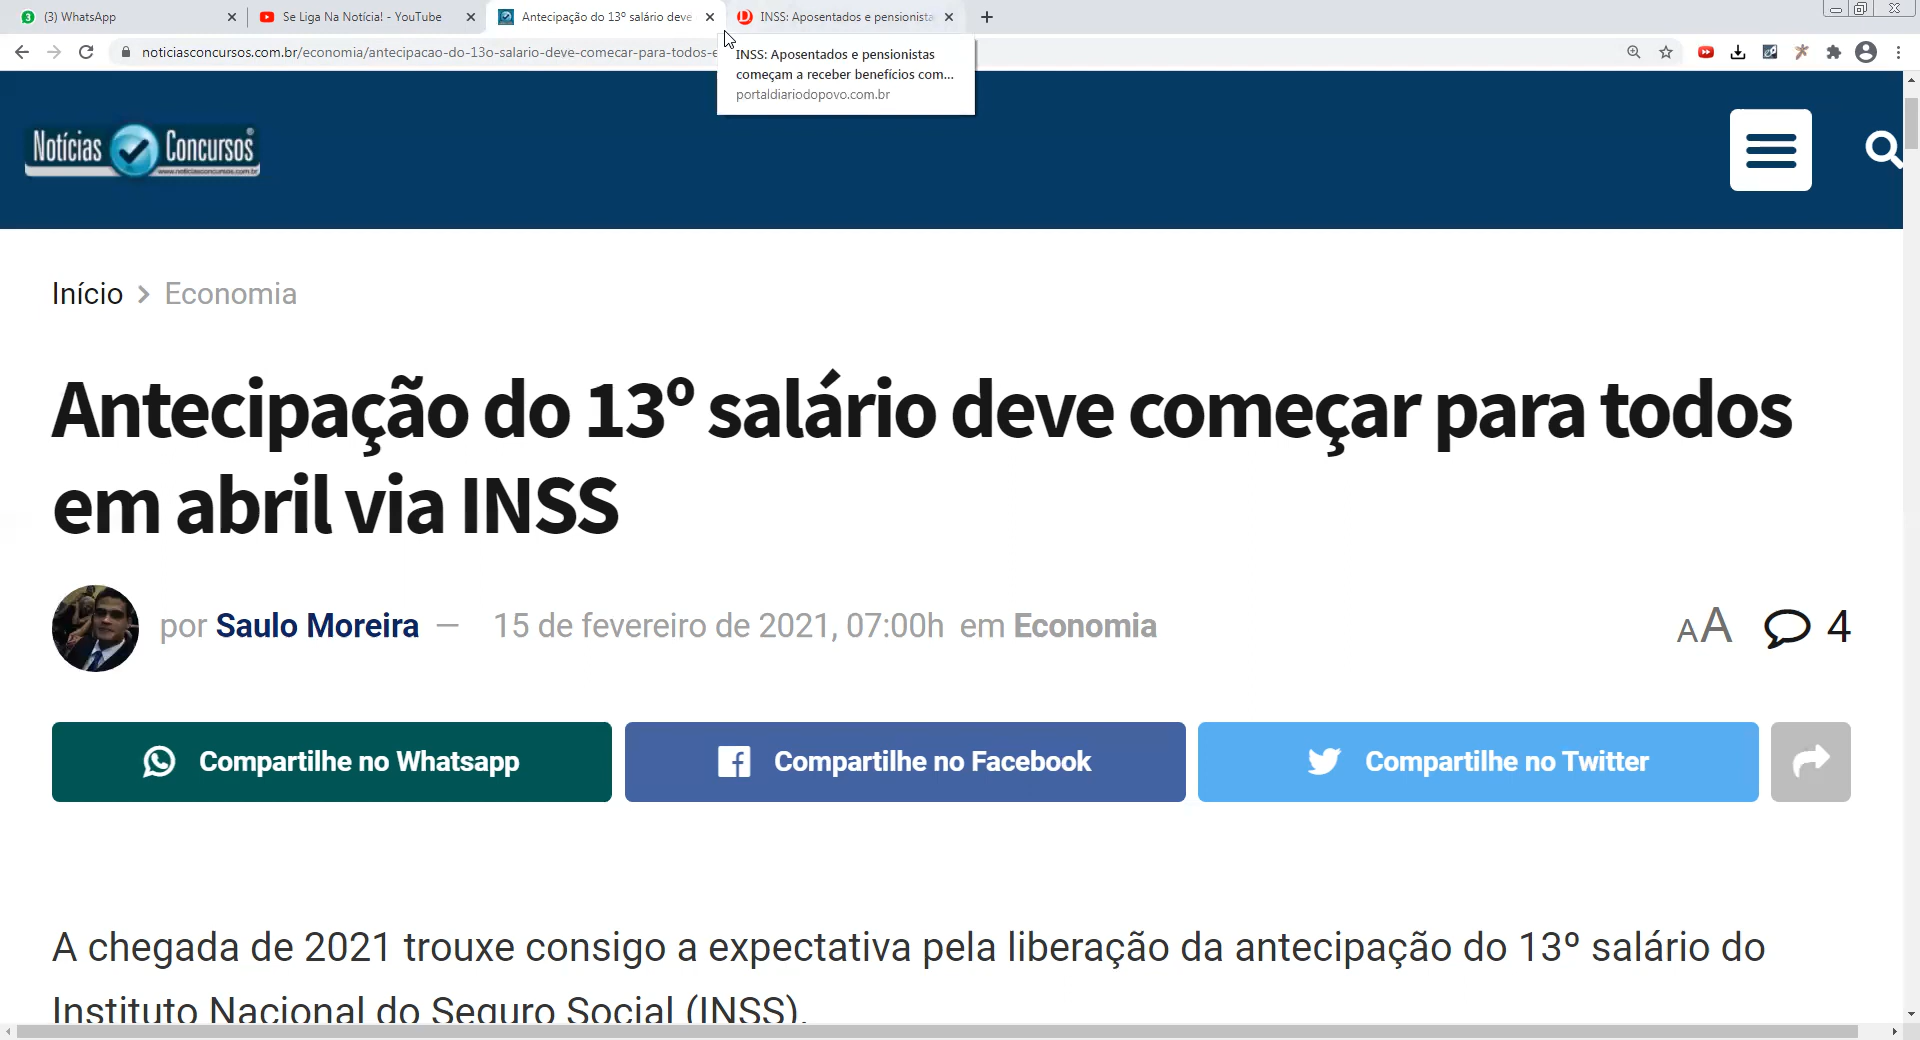 3 (3) WhatsApp
Se Liga Na Notícia! - YouTube
Antecipação do 13º salário deve
INSS: Aposentados e pensionista
noticiasconcursos.com.br/economia/antecipacao-do-13o-salario-deve-comecar-para-todos-e
INSS: Aposentados e pensionistas
começam a receber benefícios com...
portaldiariodopovo.com.br
Notícias Concursos
www.noticiasconcursos.com.br
Início > Economia
Antecipação do 13º salário deve começar para todos
em abril via INSS
por Saulo Moreira — 15 de fevereiro de 2021, 07:00h em Economia
AA 4
Compartilhe no Whatsapp
Compartilhe no Facebook
Compartilhe no Twitter
A chegada de 2021 trouxe consigo a expectativa pela liberação da antecipação do 13º salário do
Instituto Nacional do Seguro Social (INSS).